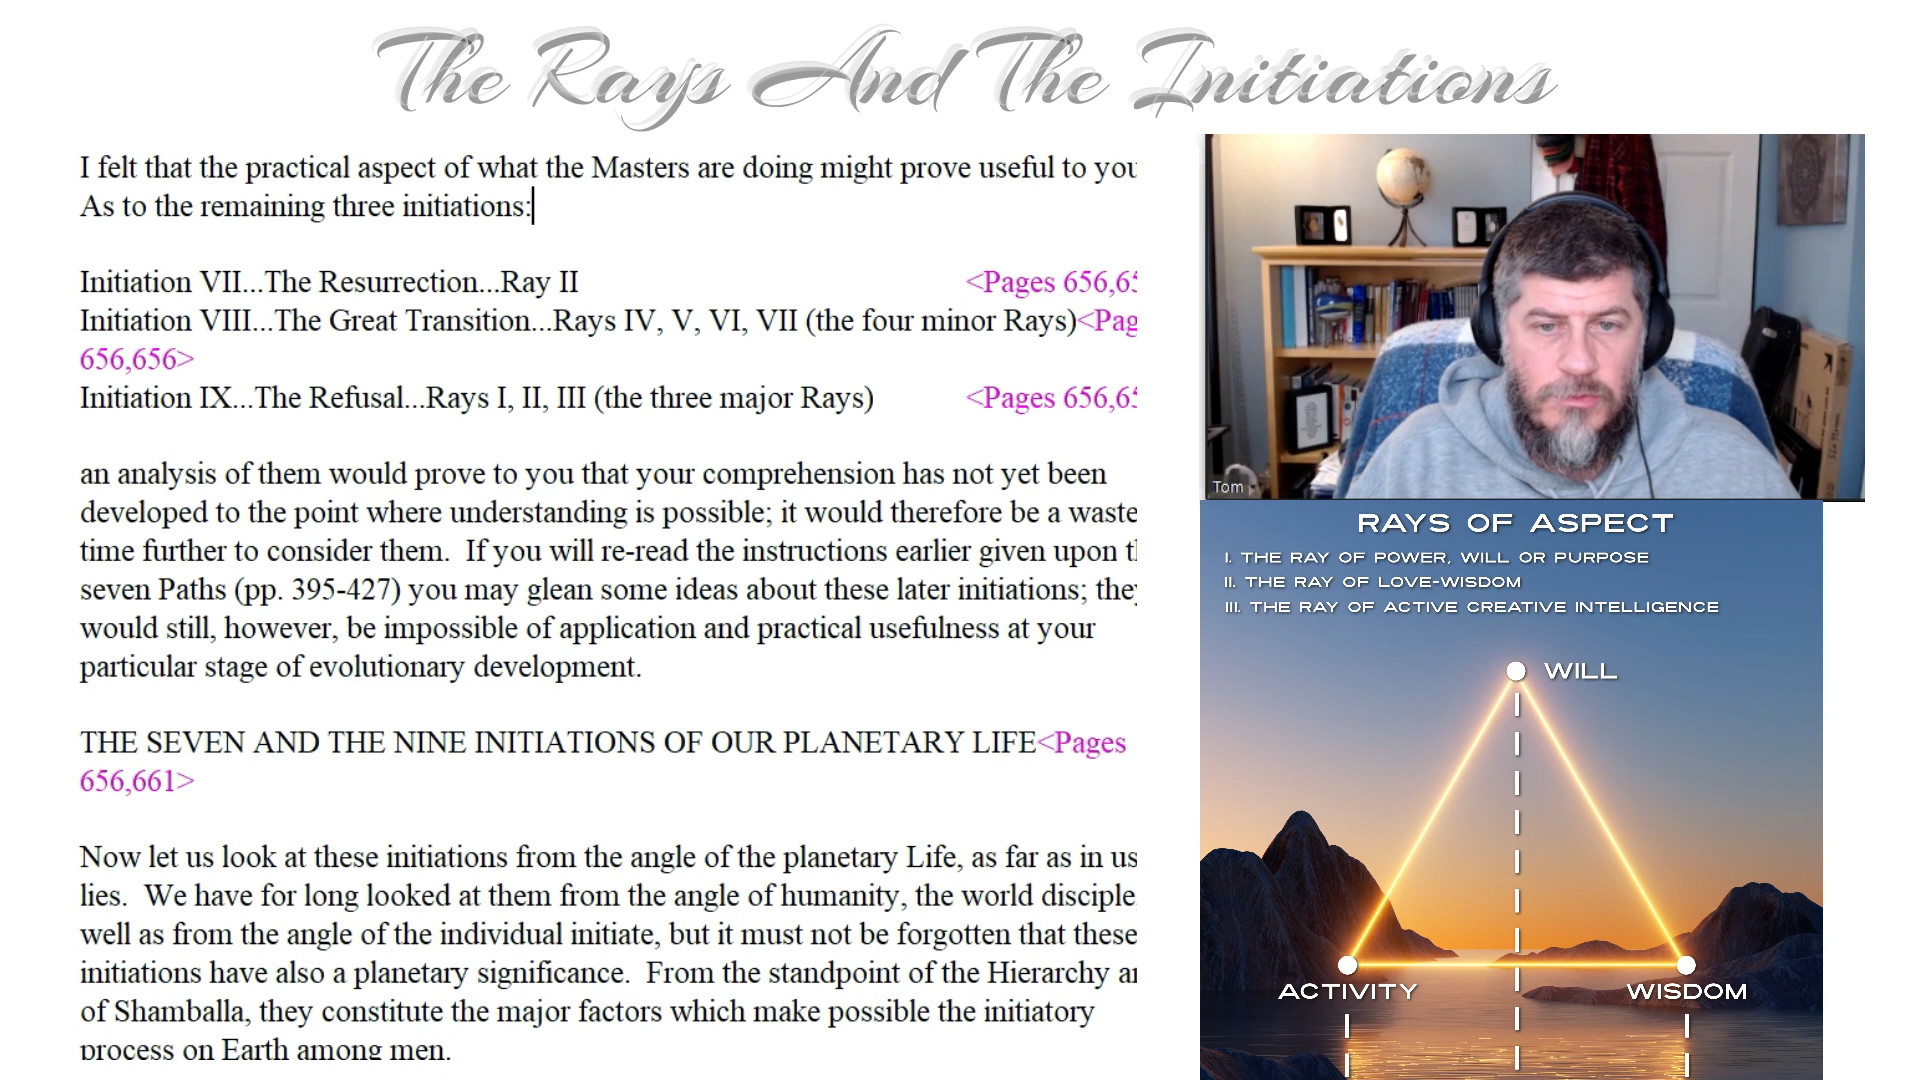 The Rays And The Initiations
I felt that the practical aspect of what the Masters are doing might prove useful to you
As to the remaining three initiations:
Initiation VII...The Resurrection...Ray II <Pages 656,65
Initiation VIII...The Great Transition...Rays IV, V, VI, VII (the four minor Rays)<Pag
656,656>
Initiation IX...The Refusal...Rays I, II, III (the three major Rays) <Pages 656,65
an analysis of them would prove to you that your comprehension has not yet been
developed to the point where understanding is possible; it would therefore be a waste
time further to consider them. If you will re-read the instructions earlier given upon
seven Paths (pp. 395-427) you may glean some ideas about these later initiations; they
would still, however, be impossible of application and practical usefulness at your
particular stage of evolutionary development.
THE SEVEN AND THE NINE INITIATIONS OF OUR PLANETARY LIFE<Pages
656,661>
Now let us look at these initiations from the angle of the planetary Life, as far as in us
lies. We have for long looked at them from the angle of humanity, the world disciple,
well as from the angle of the individual initiate, but it must not be forgotten that these
initiations have also a planetary significance. From the standpoint of the Hierarchy
of Shamballa, they constitute the major factors which make possible the initiatory
process on Earth among men.
Tom
RAYS OF ASPECT
I. THE RAY OF POWER, WILL OR PURPOSE
II. THE RAY OF LOVE-WISDOM
III. THE RAY OF ACTIVE CREATIVE INTELLIGENCE
WILL
ACTIVITY
WISDOM